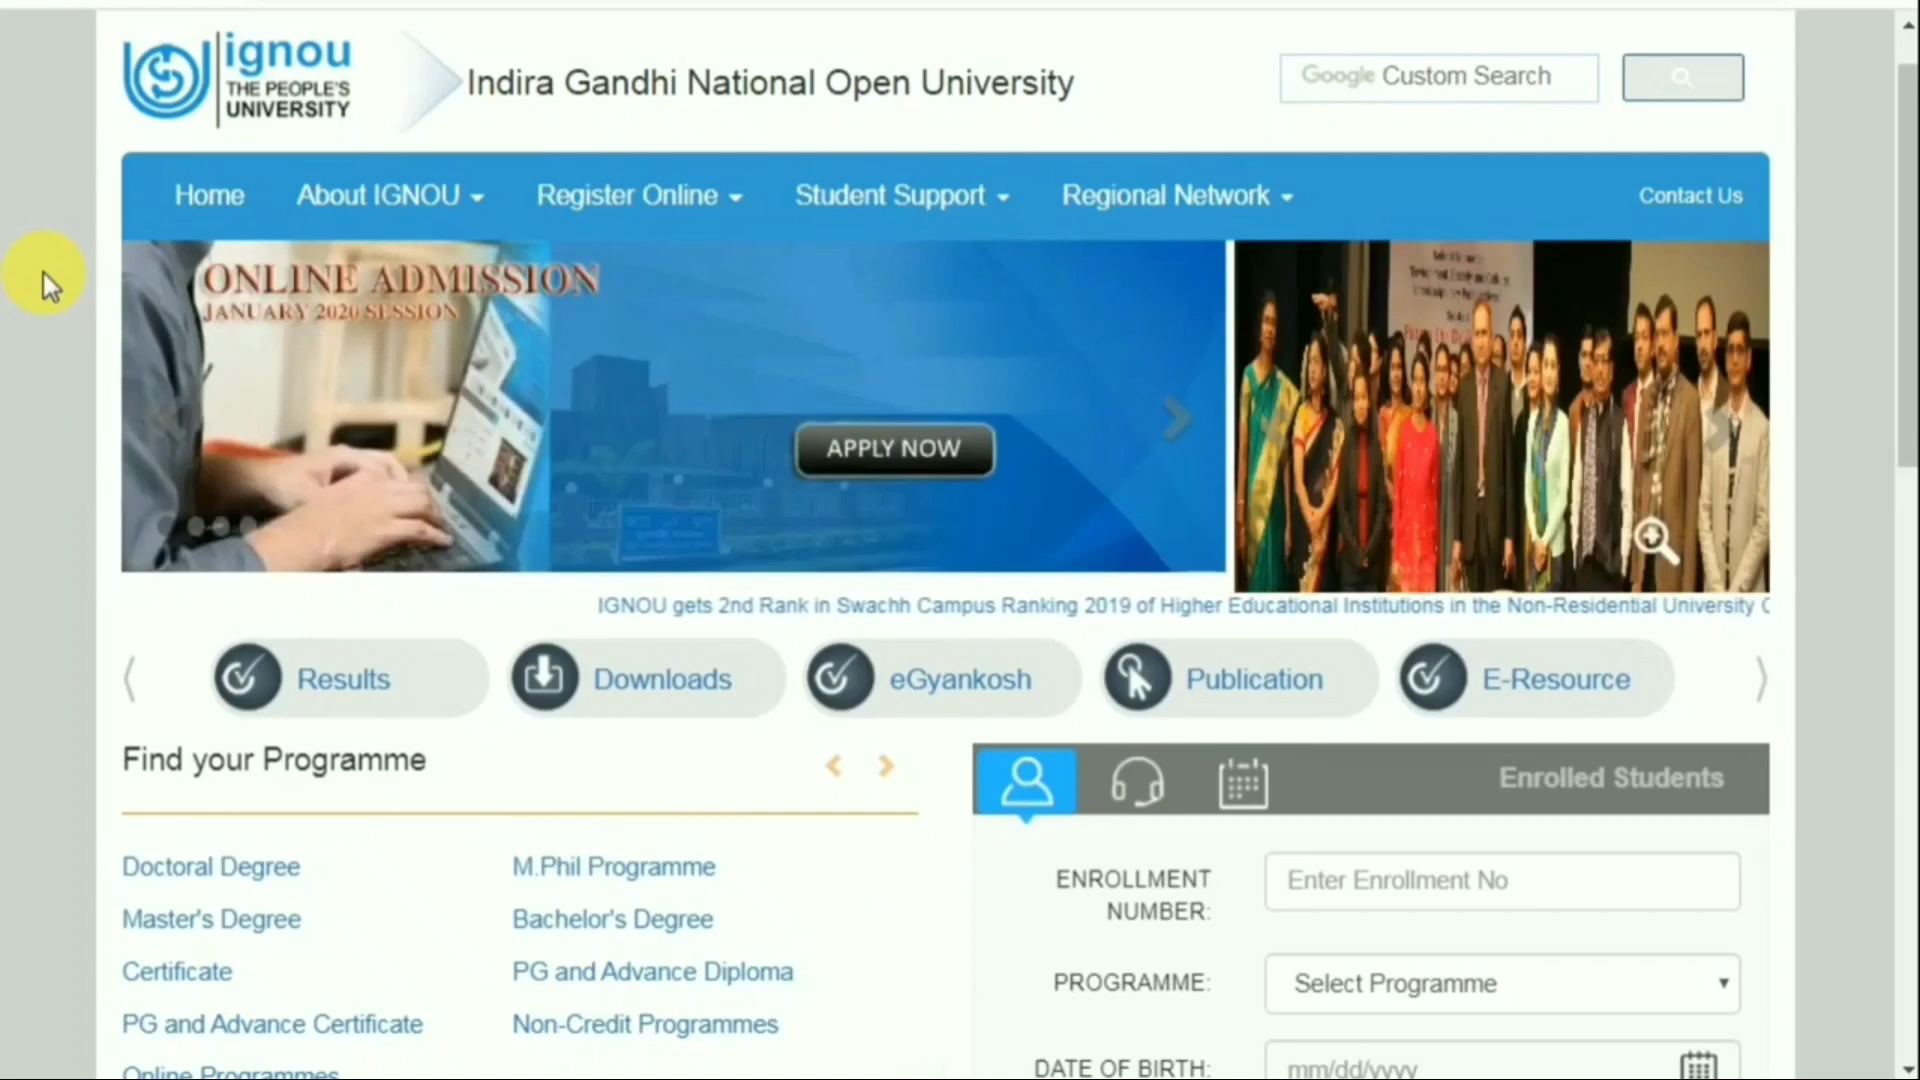 ignou
THE PEOPLE'S
UNIVERSITY
Indira Gandhi National Open University
Google Custom Search
Home
About IGNOU
Register Online
Student Support
Regional Network
Contact Us
ONLINE ADMISSION
JANUARY 2020 SESSION
APPLY NOW
IGNOU gets 2nd Rank in Swachh Campus Ranking 2019 of Higher Educational Institutions in the Non-Residential University
Results
Downloads
eGyankosh
Publication
E-Resource
Find your Programme
Enrolled Students
Doctoral Degree
M.Phil Programme
Master's Degree
Bachelor's Degree
Certificate
PG and Advance Diploma
PG and Advance Certificate
Non-Credit Programmes
Online Programmes
ENROLLMENT
NUMBER:
Enter Enrollment No
PROGRAMME:
Select Programme
DATE OF BIRTH:
mm/dd/yyyy